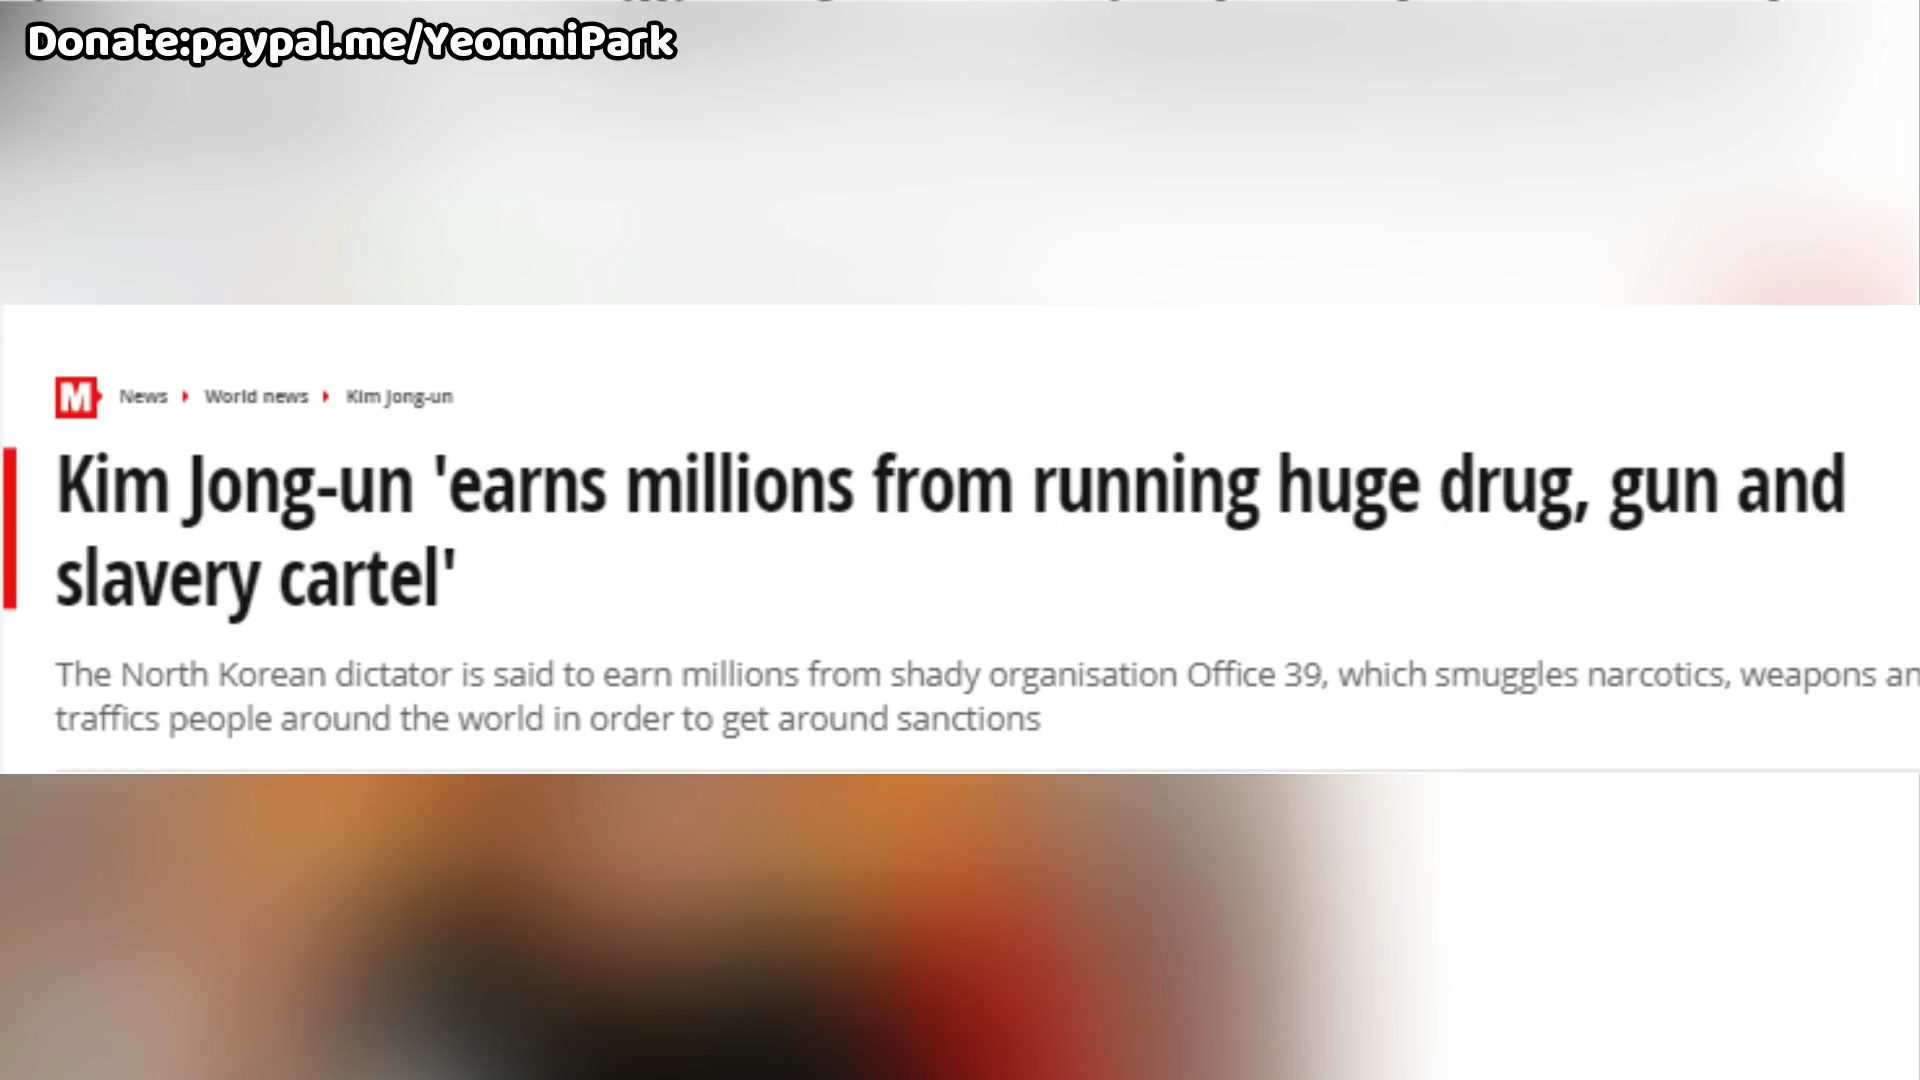 Donate:paypal.me/YeonmiPark
M News World news Kim Jong-un
Kim Jong-un 'earns millions from running huge drug, gun and
slavery cartel'
The North Korean dictator is said to earn millions from shady organisation Office 39, which smuggles narcotics, weapons an
traffics people around the world in order to get around sanctions